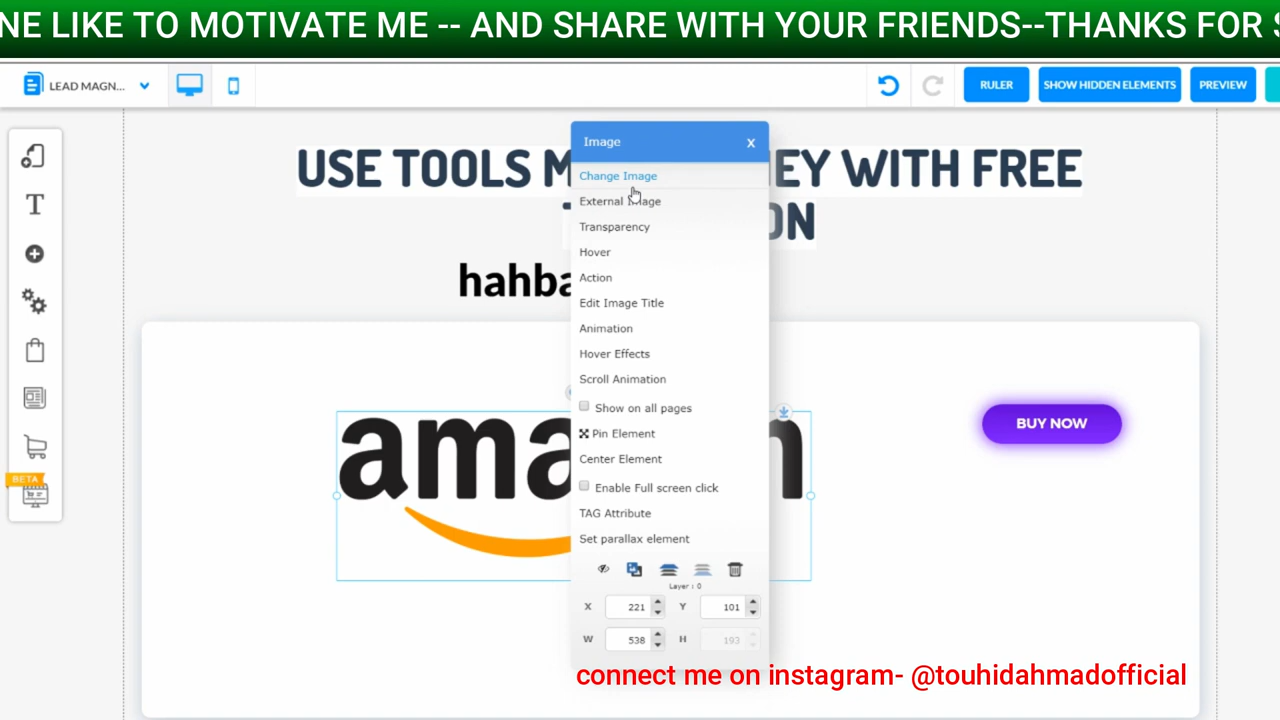 NE LIKE TO MOTIVATE ME -- AND SHARE WITH YOUR FRIENDS--THANKS FOR
LEAD MAGN...
RULER
SHOW HIDDEN ELEMENTS
PREVIEW
USE TOOLS M
EY WITH FREE
ON
hahba
Image
X
Change Image
External Image
Transparency
Hover
Action
Edit Image Title
Animation
Hover Effects
Scroll Animation
Show on all pages
Pin Element
Center Element
Enable Full screen click
TAG Attribute
Set parallax element
Layer : 0
X 221 Y 101
W 538 H 193
BETA
ama n
BUY NOW
connect me on instagram- @touhidahmadofficial